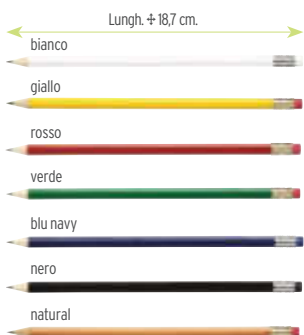 Lungh. ∻ 18,7 cm.
bianco
giallo
rosso
verde
blu navy
nero
natural